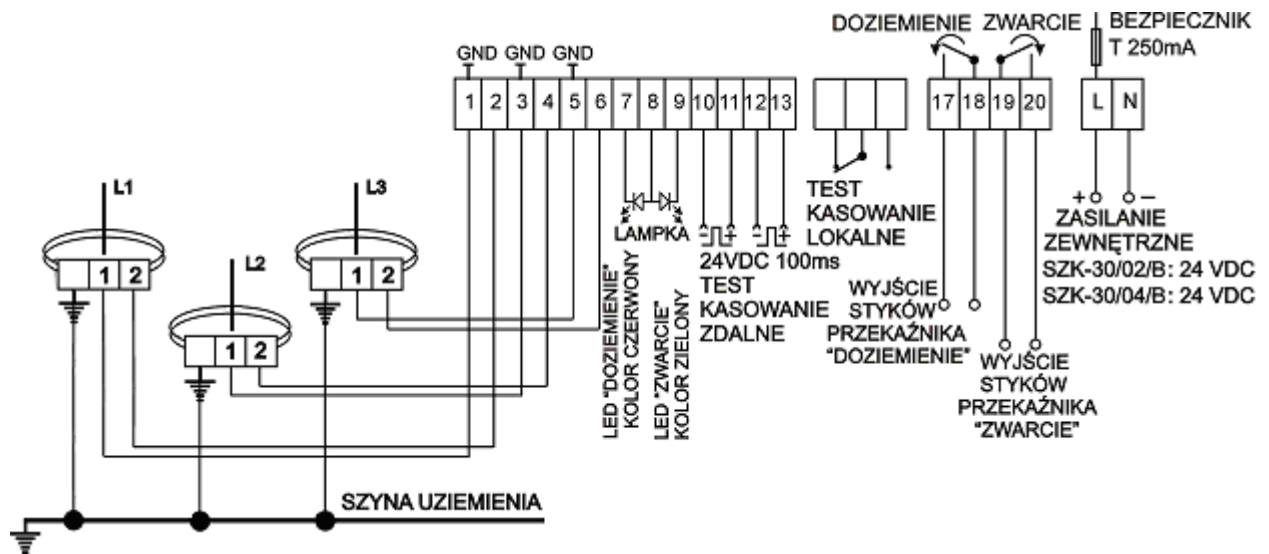 DOZIEMIENIE ZWARCIE
BEZPIECZNIK
T 250mA
GND GND GND
1 2 3 4 5 6 7 8 9 10 11 12 13
17 18 19 20
L N
L1
L2
L3
1 2
1 2
1 2
LAMPKA
LED "DOZIEMIENIE"
KOLOR CZERWONY
LED "ZWARCIE"
KOLOR ZIELONY
24VDC 100ms
TEST
KASOWANIE
ZDALNE
TEST
KASOWANIE
LOKALNE
WYJŚCIE
STYKÓW
PRZEKAŹNIKA
"DOZIEMIENIE"
WYJŚCIE
STYKÓW
PRZEKAŹNIKA
"ZWARCIE"
+ −
ZASILANIE
ZEWNĘTRZNE
SZK-30/02/B: 24 VDC
SZK-30/04/B: 24 VDC
SZYNA UZIEMIENIA